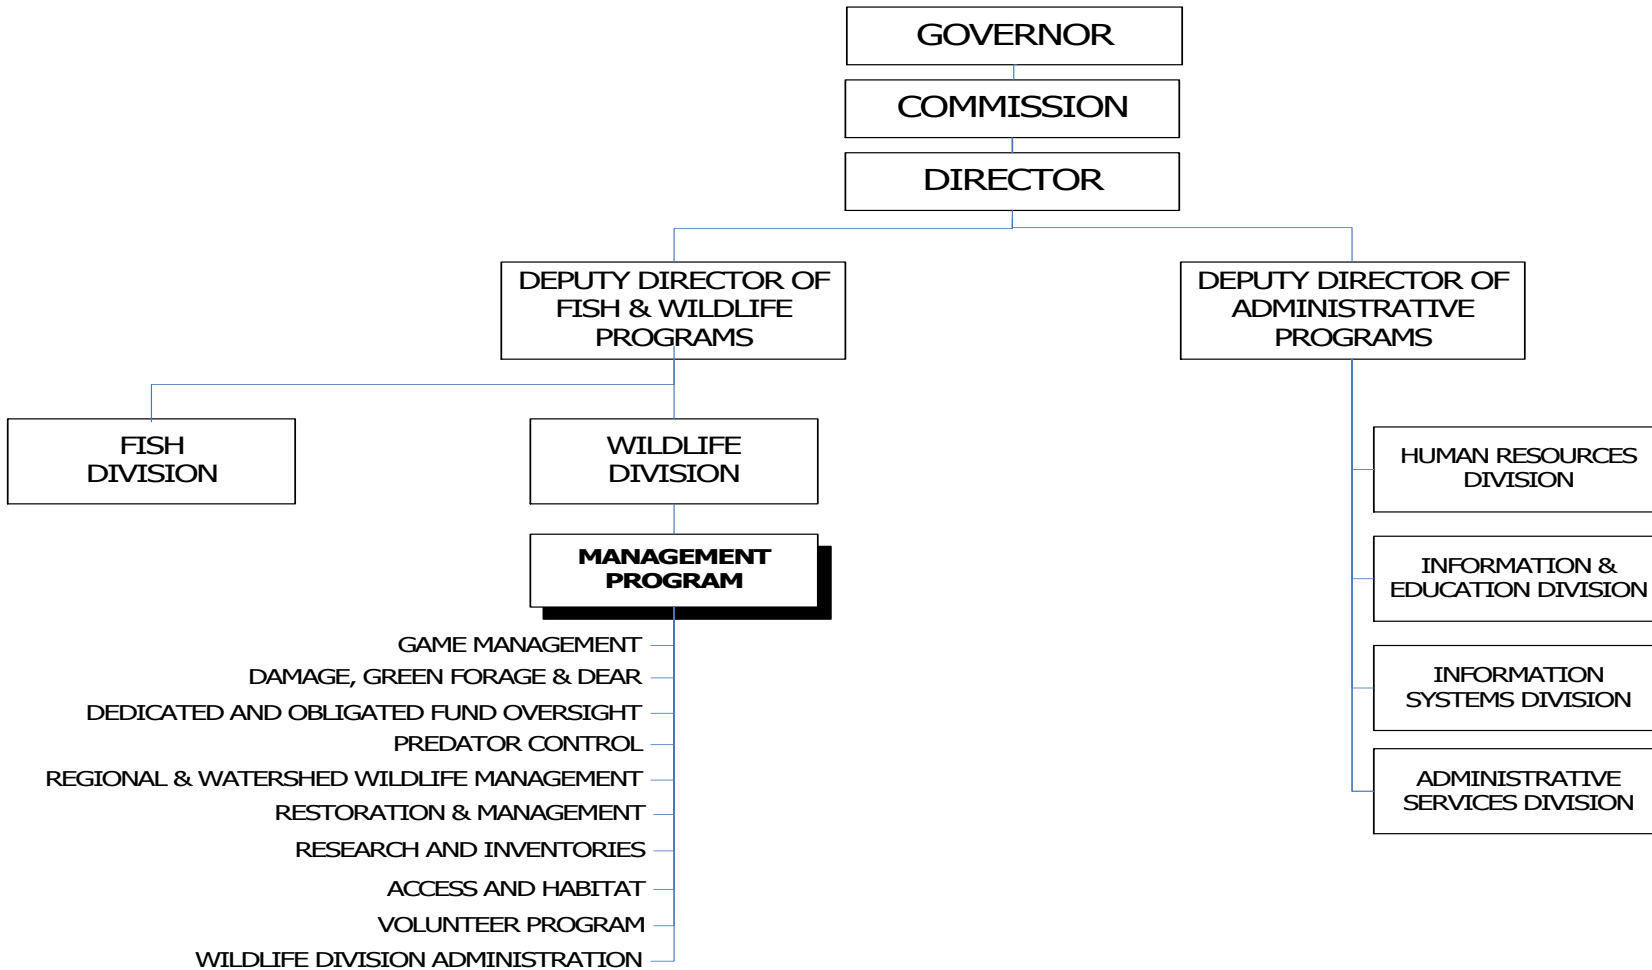 GOVERNOR
COMMISSION
DIRECTOR
DEPUTY DIRECTOR OF
FISH & WILDLIFE
PROGRAMS
DEPUTY DIRECTOR OF
ADMINISTRATIVE
PROGRAMS
FISH
DIVISION
WILDLIFE
DIVISION
MANAGEMENT
PROGRAM
GAME MANAGEMENT
DAMAGE, GREEN FORAGE & DEAR
DEDICATED AND OBLIGATED FUND OVERSIGHT
PREDATOR CONTROL
REGIONAL & WATERSHED WILDLIFE MANAGEMENT
RESTORATION & MANAGEMENT
RESEARCH AND INVENTORIES
ACCESS AND HABITAT
VOLUNTEER PROGRAM
WILDLIFE DIVISION ADMINISTRATION
HUMAN RESOURCES
DIVISION
INFORMATION &
EDUCATION DIVISION
INFORMATION
SYSTEMS DIVISION
ADMINISTRATIVE
SERVICES DIVISION